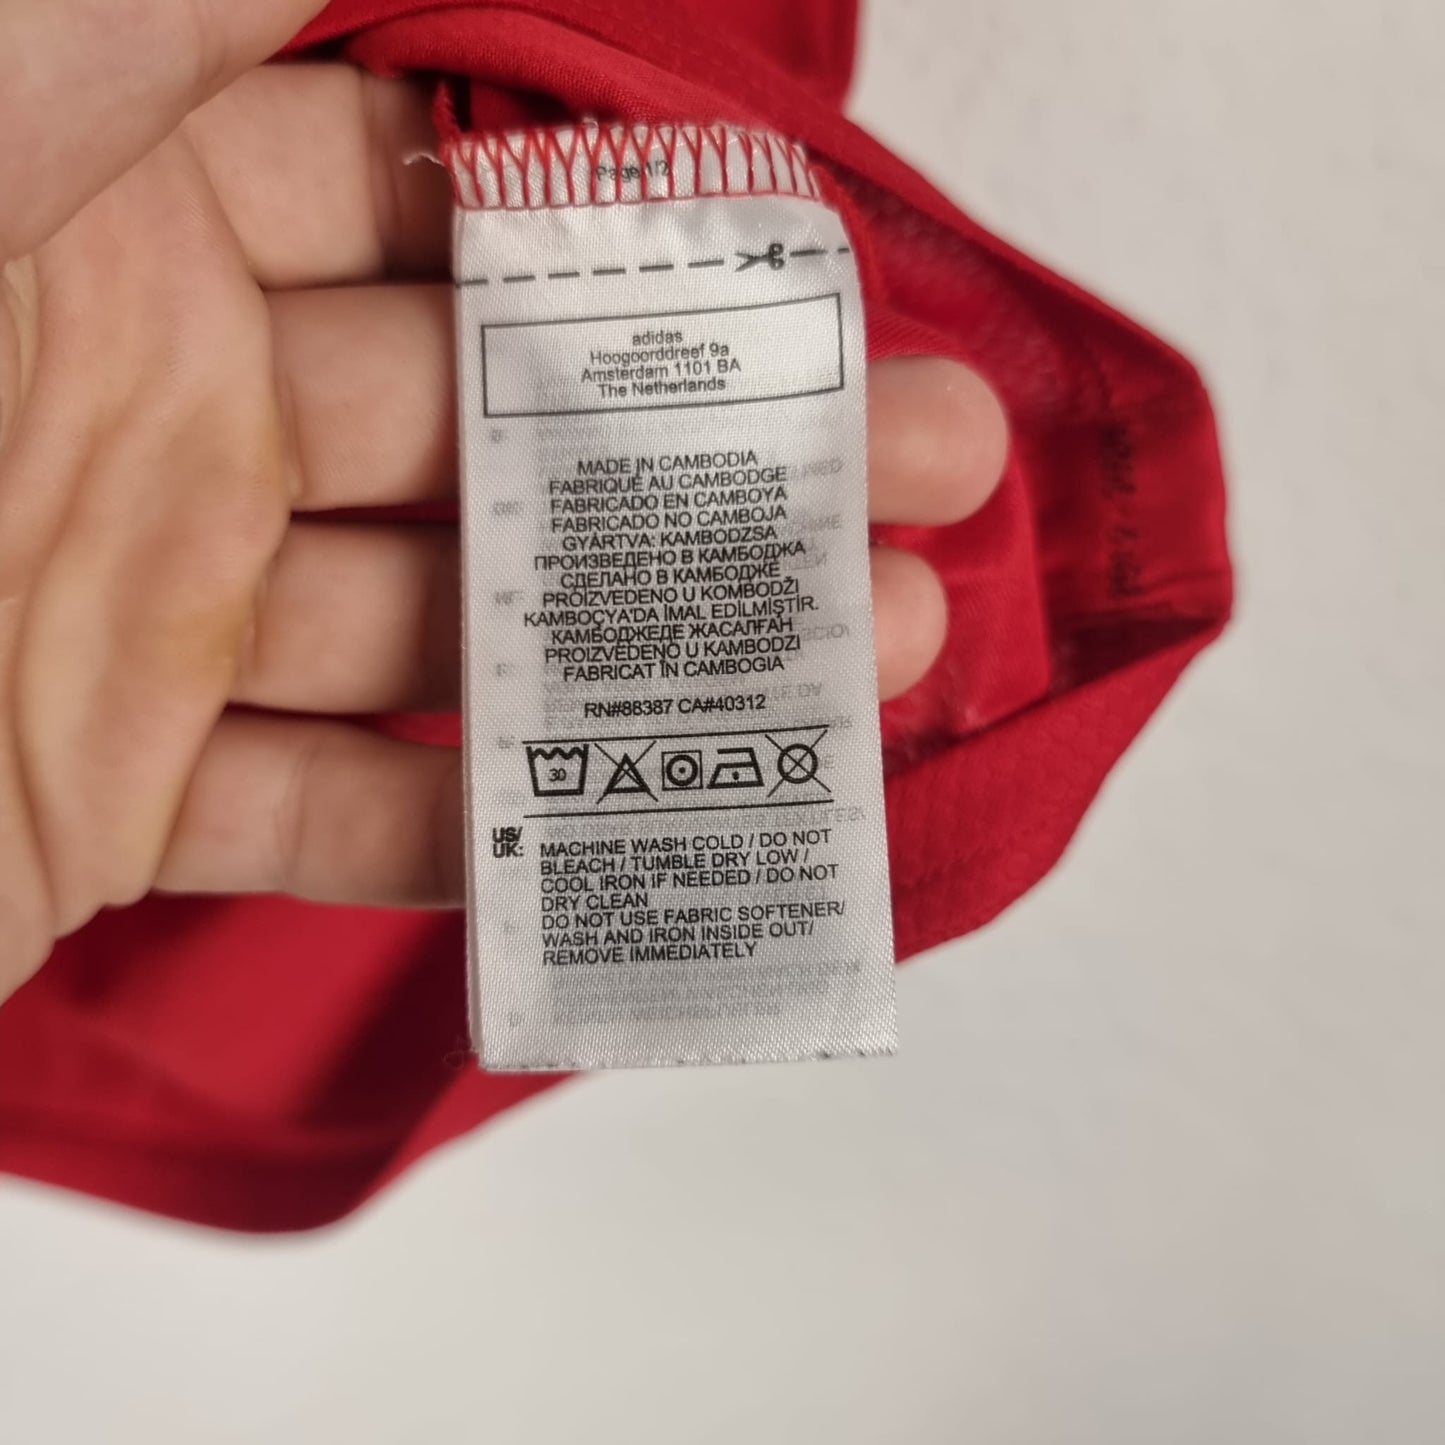 Page 1/2
adidas
Hoogoorddreef 9a
Amsterdam 1101 BA
The Netherlands
MADE IN CAMBODIA
FABRIQUÉ AU CAMBODGE
FABRICADO EN CAMBOYA
FABRICADO NO CAMBOJA
GYÁRTVA: KAMBODZSA
ПРОИЗВЕДЕНО В КАМБОДЖА
СДЕЛАНО В КАМБОДЖЕ
PROIZVEDENO U KOMBODŽI
KAMBOÇYA'DA İMAL EDİLMİŞTİR.
КАМБОДЖЕДЕ ЖАСАЛҒАН
PROIZVEDENO U KAMBODZI
FABRICAT ÎN CAMBOGIA
RN#88387 CA#40312
30
US/
UK:
MACHINE WASH COLD / DO NOT
BLEACH / TUMBLE DRY LOW /
COOL IRON IF NEEDED / DO NOT
DRY CLEAN
DO NOT USE FABRIC SOFTENER/
WASH AND IRON INSIDE OUT/
REMOVE IMMEDIATELY